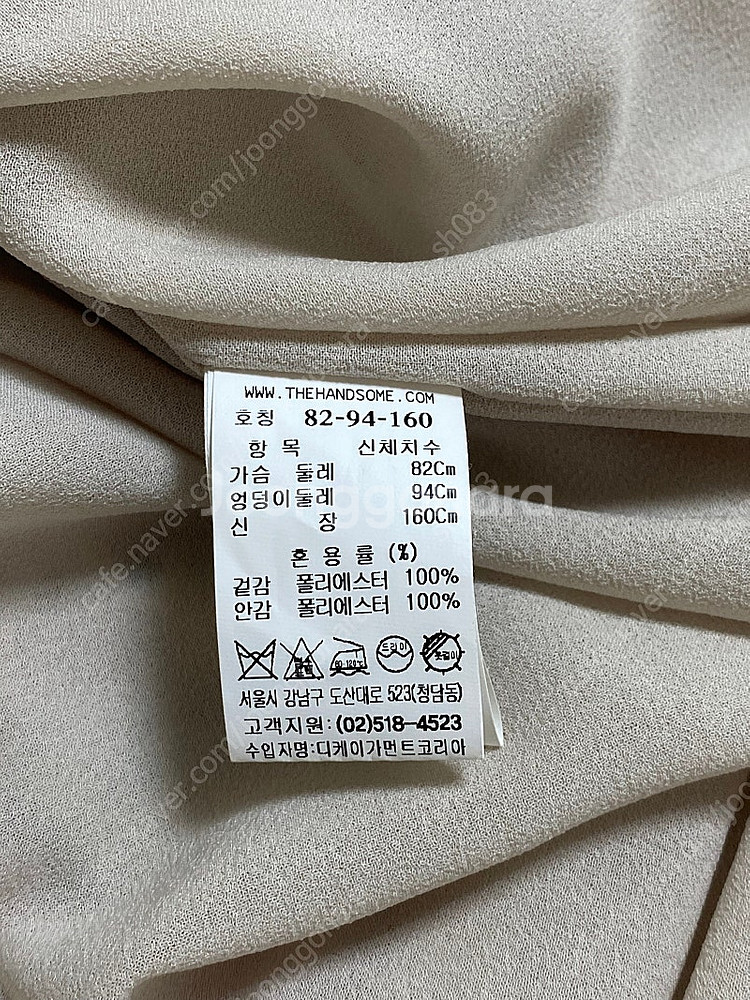 WWW.THEHANDSOME.COM
호칭 82-94-160
항 목 신체치수
가슴 둘레 82Cm
엉덩이둘레 94Cm
신 장 160Cm
혼 용 률 (%)
겉감 폴리에스터 100%
안감 폴리에스터 100%
드라이
서울시 강남구 도산대로 523(청담동)
고객지원: (02)518-4523
수입자명:디케이가먼트코리아